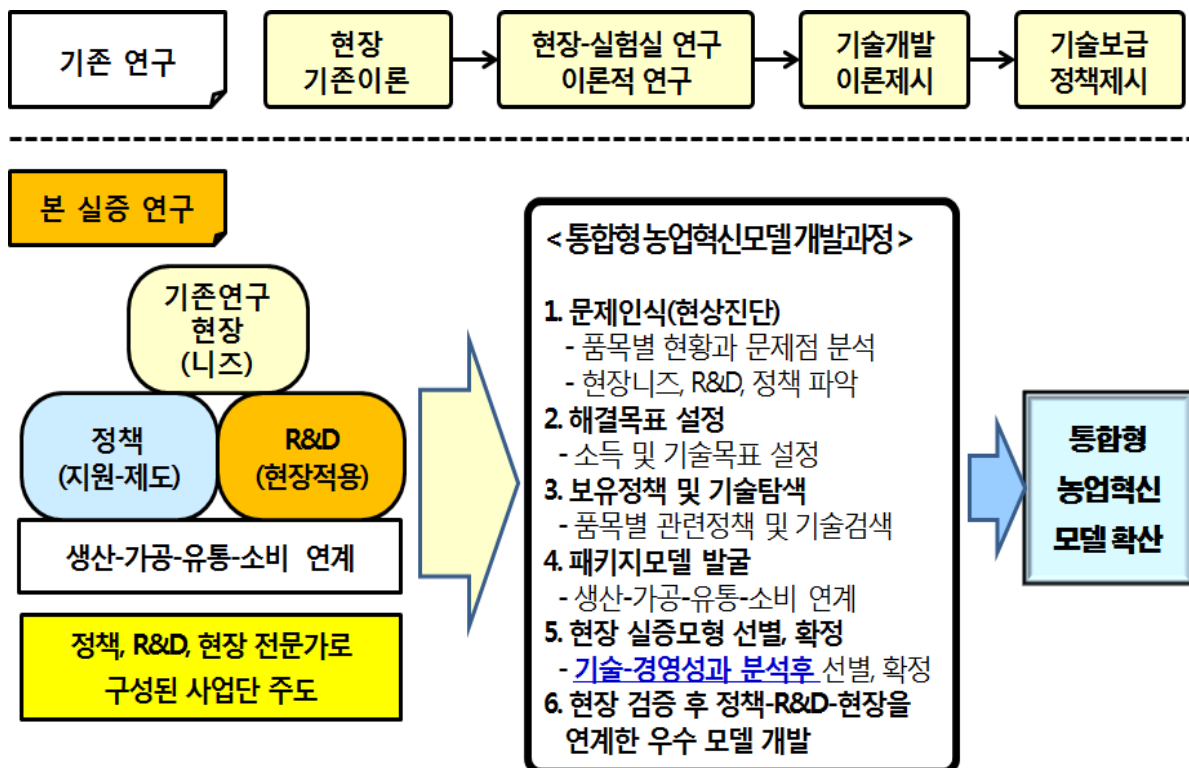 기존 연구
현장
기존이론
현장-실험실 연구
이론적 연구
기술개발
이론제시
기술보급
정책제시
본 실증 연구
기존연구
현장
(니즈)
정책
(지원-제도)
R&D
(현장적용)
생산-가공-유통-소비 연계
정책, R&D, 현장 전문가로
구성된 사업단 주도
< 통합형 농업혁신모델 개발과정 >
1. 문제인식(현상진단)
- 품목별 현황과 문제점 분석
- 현장니즈, R&D, 정책 파악
2. 해결목표 설정
- 소득 및 기술목표 설정
3. 보유정책 및 기술탐색
- 품목별 관련정책 및 기술검색
4. 패키지모델 발굴
- 생산-가공-유통-소비 연계
5. 현장 실증모형 선별, 확정
- 기술-경영성과 분석후 선별, 확정
6. 현장 검증 후 정책-R&D-현장을
연계한 우수 모델 개발
통합형
농업혁신
모델 확산